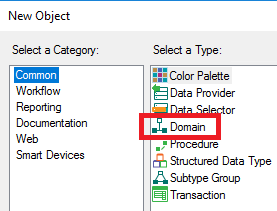 New Object
Select a Category:
Common
Workflow
Reporting
Documentation
Web
Smart Devices
Select a Type:
Color Palette
Data Provider
Data Selector
Domain
Procedure
Structured Data Type
Subtype Group
Transaction